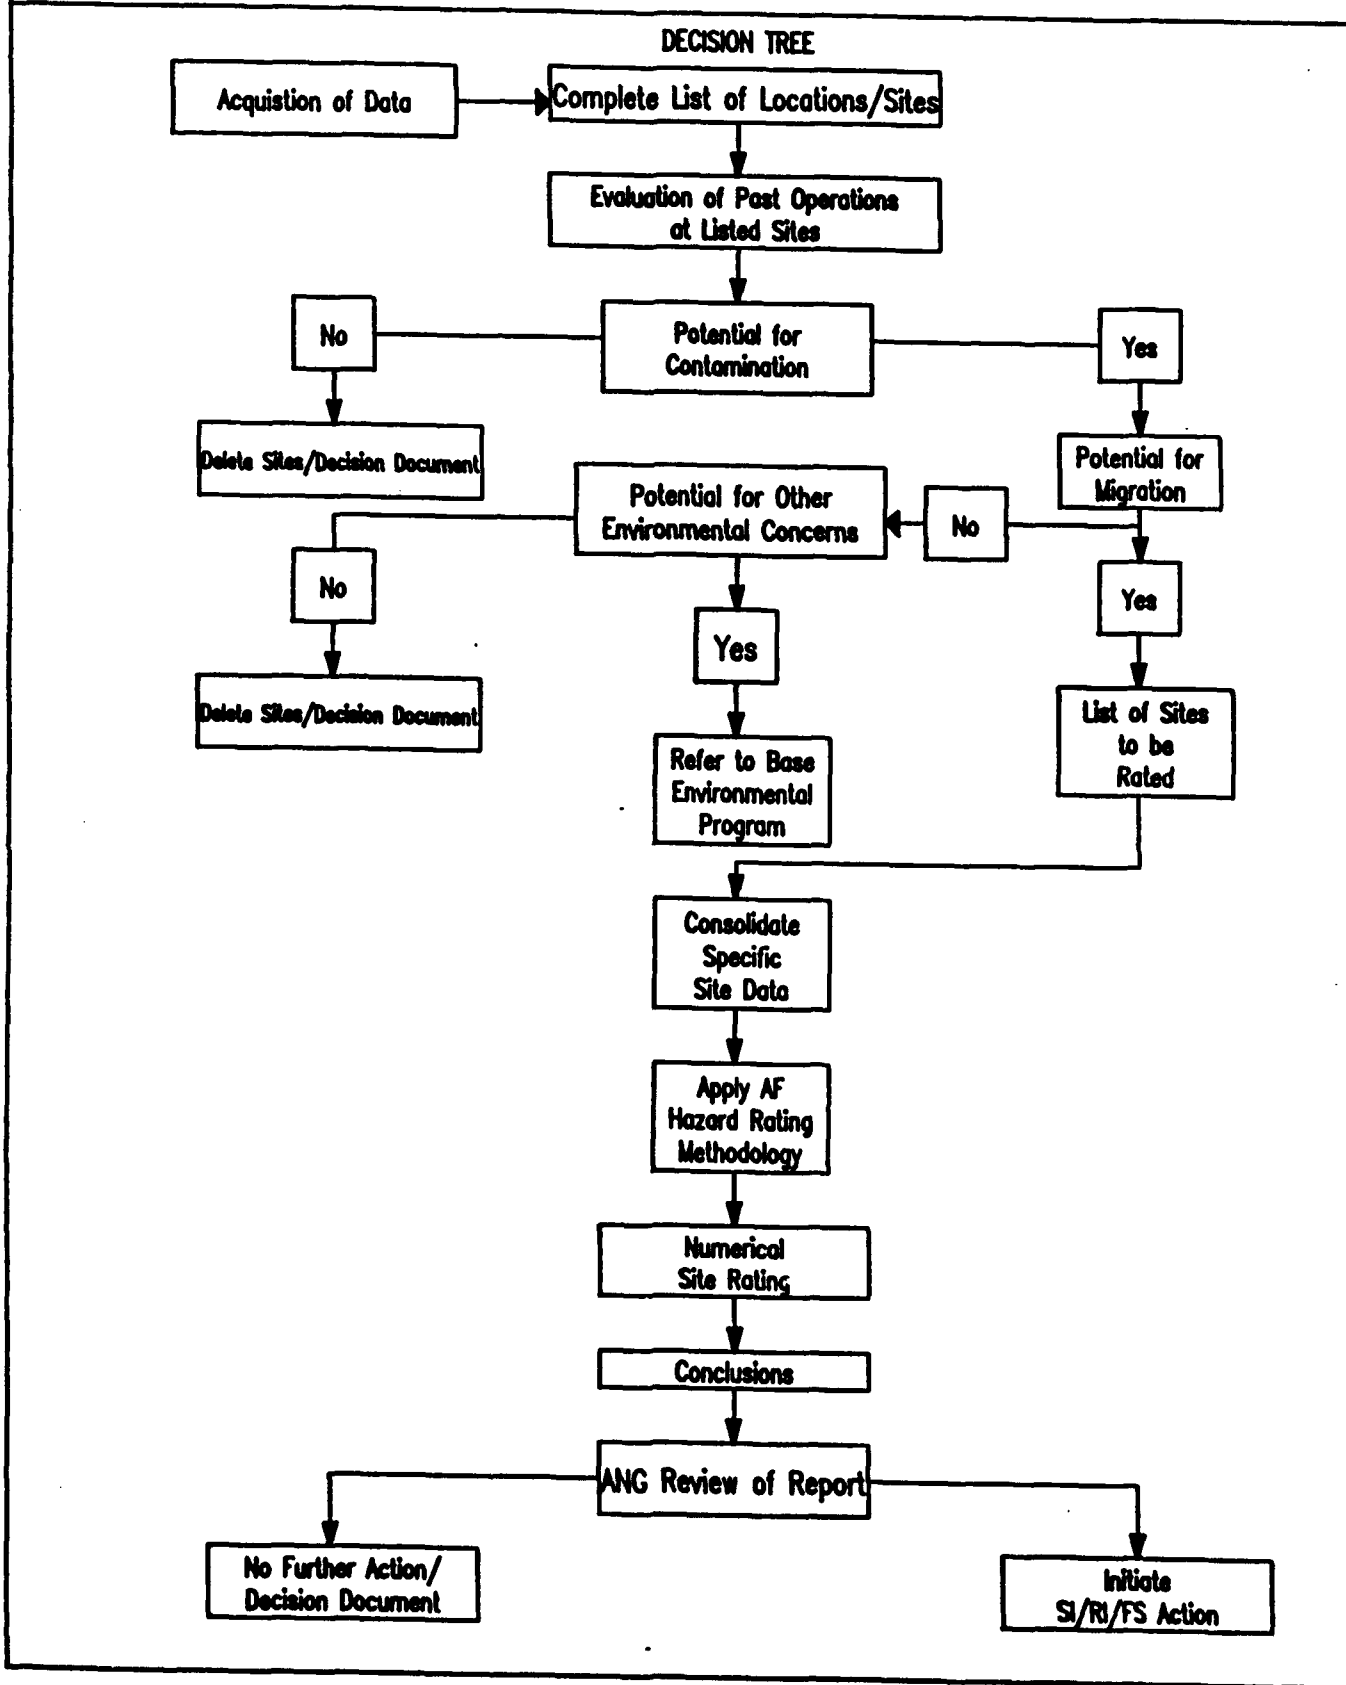 DECISION TREE
Acquistion of Data
Complete List of Locations/Sites
Evaluation of Past Operations
at Listed Sites
No
Potential for
Contamination
Yes
Delete Sites/Decision Document
Potential for Other
Environmental Concerns
No
Potential for
Migration
No
Yes
Yes
Delete Sites/Decision Document
Refer to Base
Environmental
Program
List of Sites
to be
Rated
Consolidate
Specific
Site Data
Apply AF
Hazard Rating
Methodology
Numerical
Site Rating
Conclusions
ANG Review of Report
No Further Action/
Decision Document
Initiate
SI/RI/FS Action